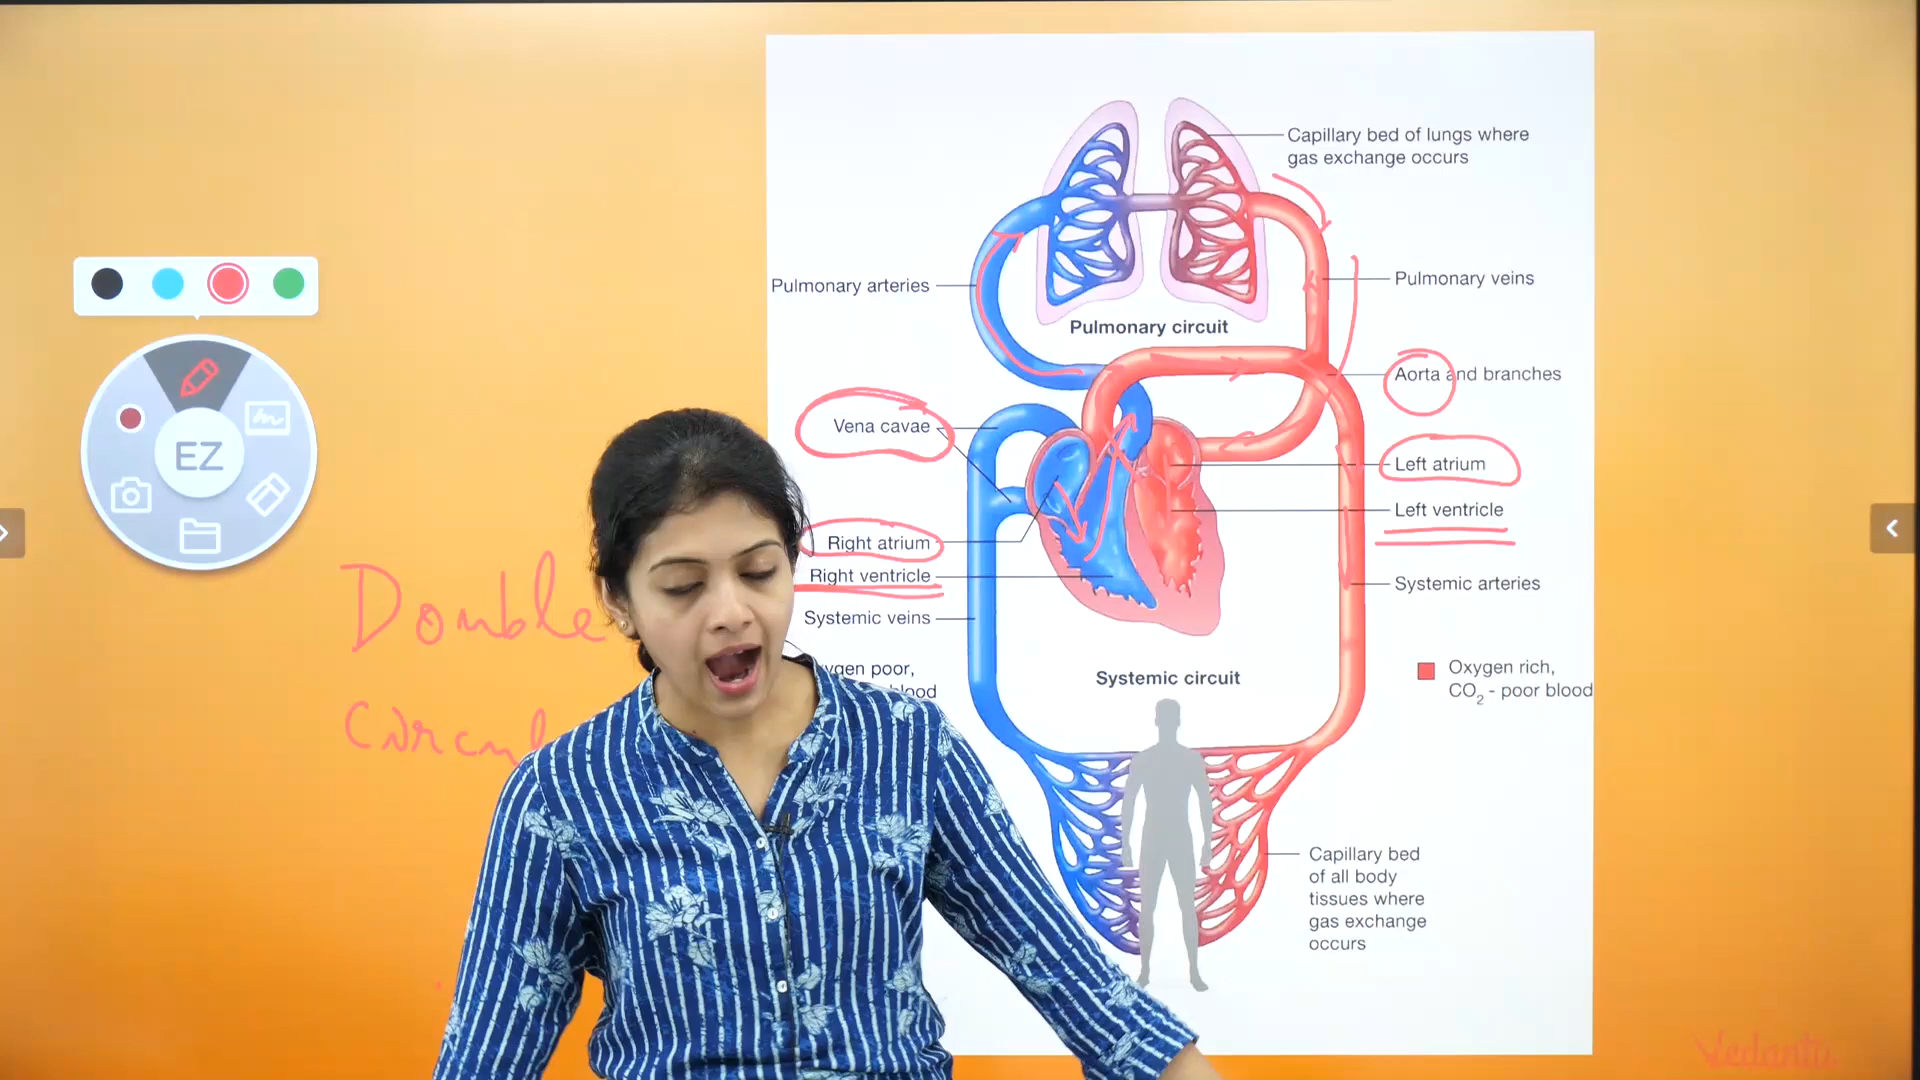 Capillary bed of lungs where
gas exchange occurs
Pulmonary arteries
Pulmonary veins
Pulmonary circuit
Aorta and branches
Vena cavae
Left atrium
Left ventricle
Right atrium
Right ventricle
Systemic arteries
Systemic veins
Systemic circuit
Oxygen rich,
CO2 - poor blood
poor,
Capillary bed
of all body
tissues where
gas exchange
occurs
EZ
Double
Vedantu